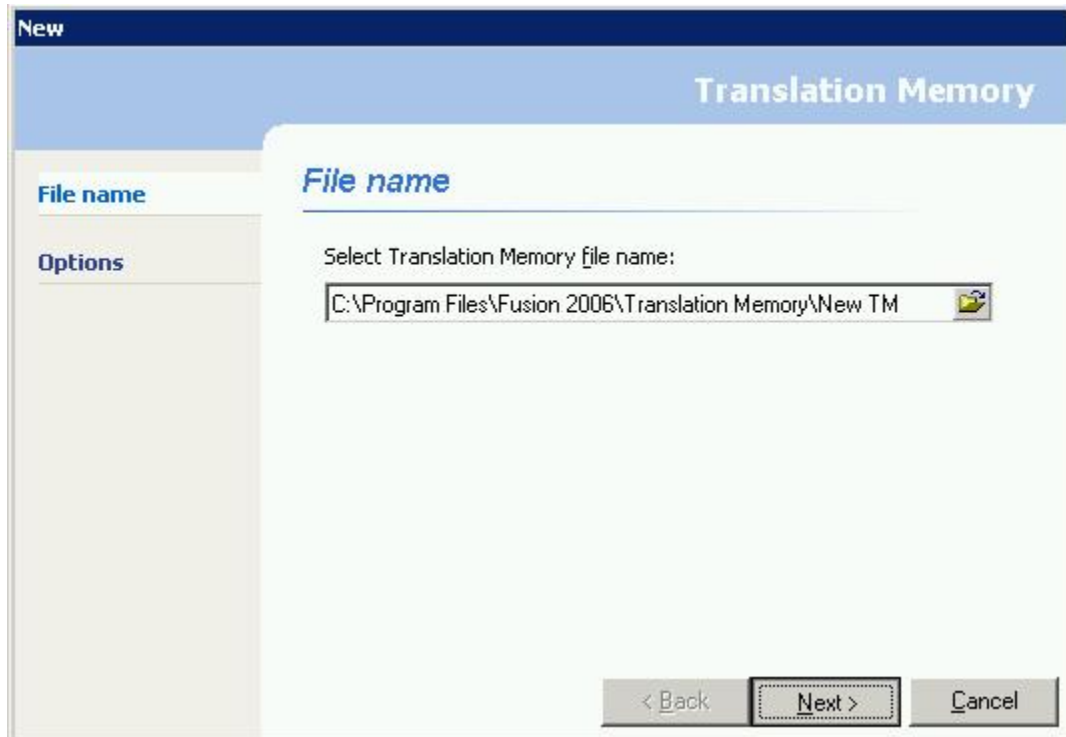 New
Translation Memory
File name
Options
File name
Select Translation Memory file name:
C:\Program Files\Fusion 2006\Translation Memory\New TM
< Back
Next >
Cancel